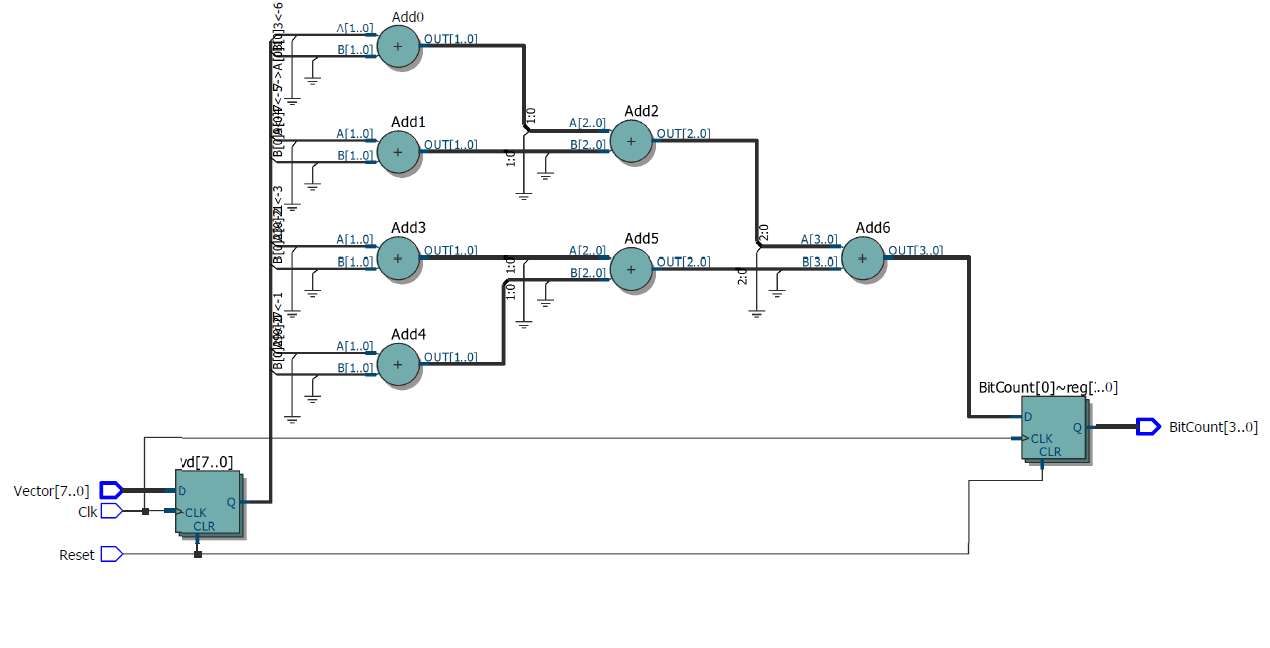 Add0
A[1..0]
B[1..0]
OUT[1..0]
1:0
Add1
A[1..0]
B[1..0]
OUT[1..0]
1:0
Add2
A[2..0]
B[2..0]
OUT[2..0]
2:0
Add3
A[1..0]
B[1..0]
OUT[1..0]
1:0
Add4
A[1..0]
B[1..0]
OUT[1..0]
1:0
Add5
A[2..0]
B[2..0]
OUT[2..0]
2:0
Add6
A[3..0]
B[3..0]
OUT[3..0]
BitCount[0]~reg[3..0]
D
CLK
CLR
Q
BitCount[3..0]
vd[7..0]
D
CLK
CLR
Q
Vector[7..0]
Clk
Reset